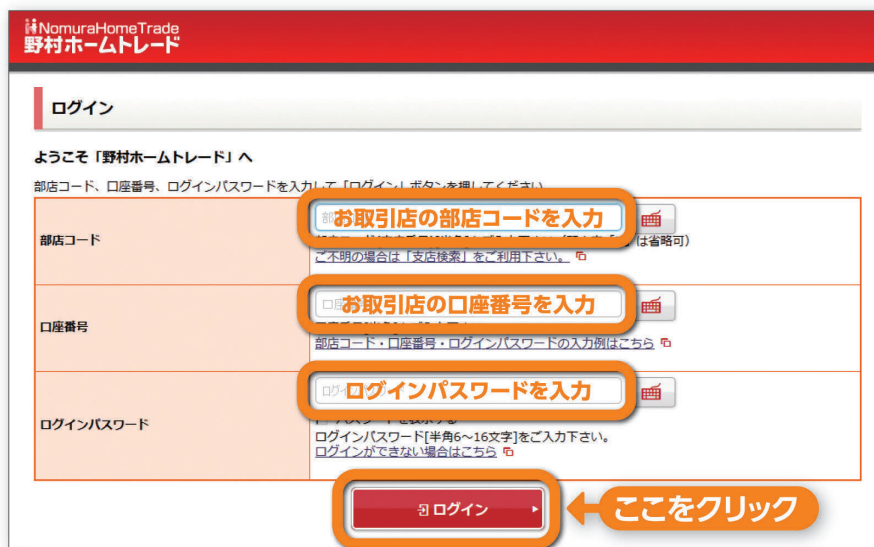 NomuraHomeTrade
野村ホームトレード
ログイン
ようこそ「野村ホームトレード」へ
部店コード、口座番号、ログインパスワードを入力して「ログイン」ボタンを押してください
部店コード
お取引店の部店コードを入力
は省略可)
ご不明の場合は「支店検索」をご利用下さい。
口座番号
お取引店の口座番号を入力
部店コード・口座番号・ログインパスワードの入力例はこちら
ログインパスワード
ログインパスワードを入力
パスワードを表示する
ログインパスワード[半角6～16文字]をご入力下さい。
ログインができない場合はこちら
ログイン
ここをクリック